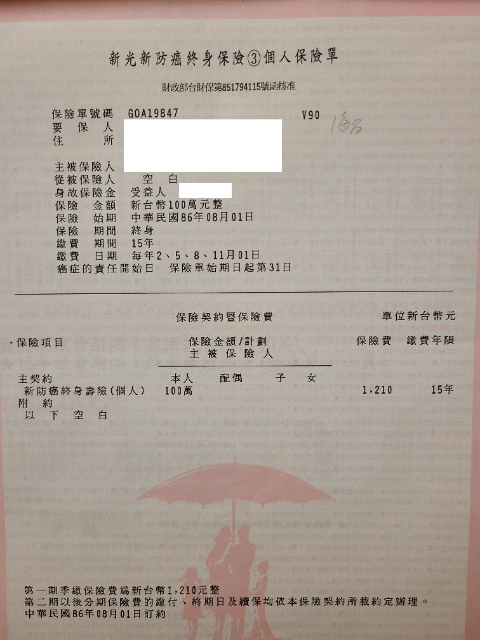 新光新防癌終身保險③個人保險單
財政部台財保第851794115號函核准
保險單號碼 GOA19847 V90
要保人
住所
主被保險人
從被保險人 空白
身故保險金 受益人
保險金額 新台幣100萬元整
保險始期 中華民國86年08月01日
保險期間 終身
繳費期間 15年
繳費日期 每年2、5、8、11月01日
癌症的責任開始日 保險單始期日起第31日
保險契約暨保險費 單位新台幣元
保險項目 保險金額/計劃 保險費 繳費年限
主被保險人
主契約 本人 配偶 子女
新防癌終身壽險(個人) 100萬 1,210 15年
附約
以下空白
第一期季繳保險費為新台幣1,210元整
第二期以後分期保險費的繳付、終期日及續保均依本保險契約所載約定辦理。
中華民國86年08月01日訂約